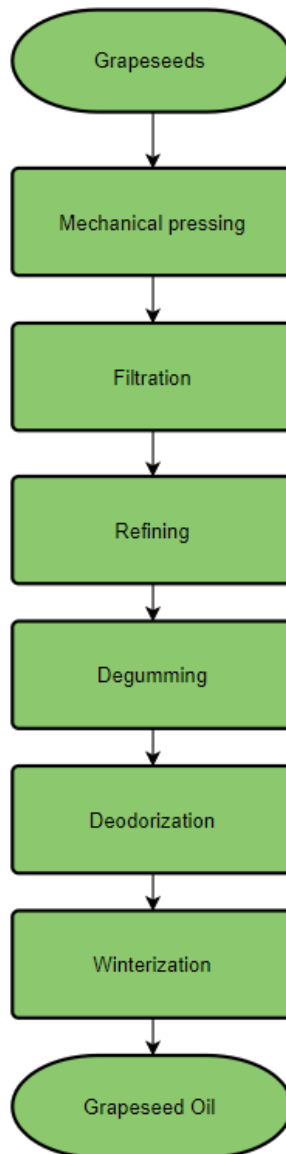 Grapeseeds
Mechanical pressing
Filtration
Refining
Degumming
Deodorization
Winterization
Grapeseed Oil